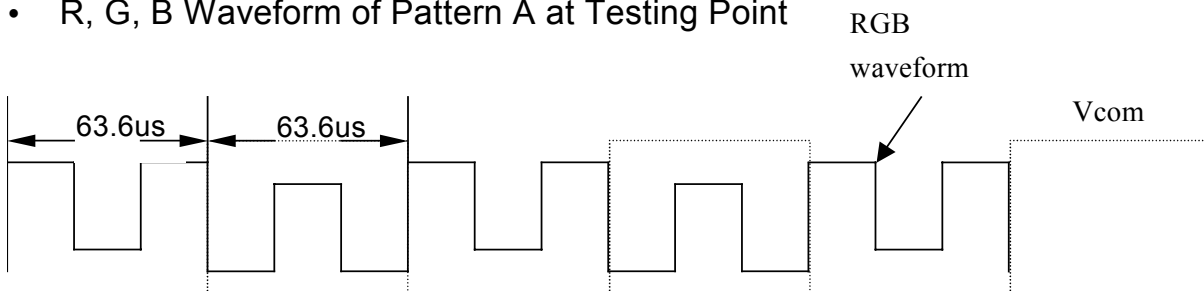 • R, G, B Waveform of Pattern A at Testing Point
RGB
waveform
63.6us
63.6us
Vcom